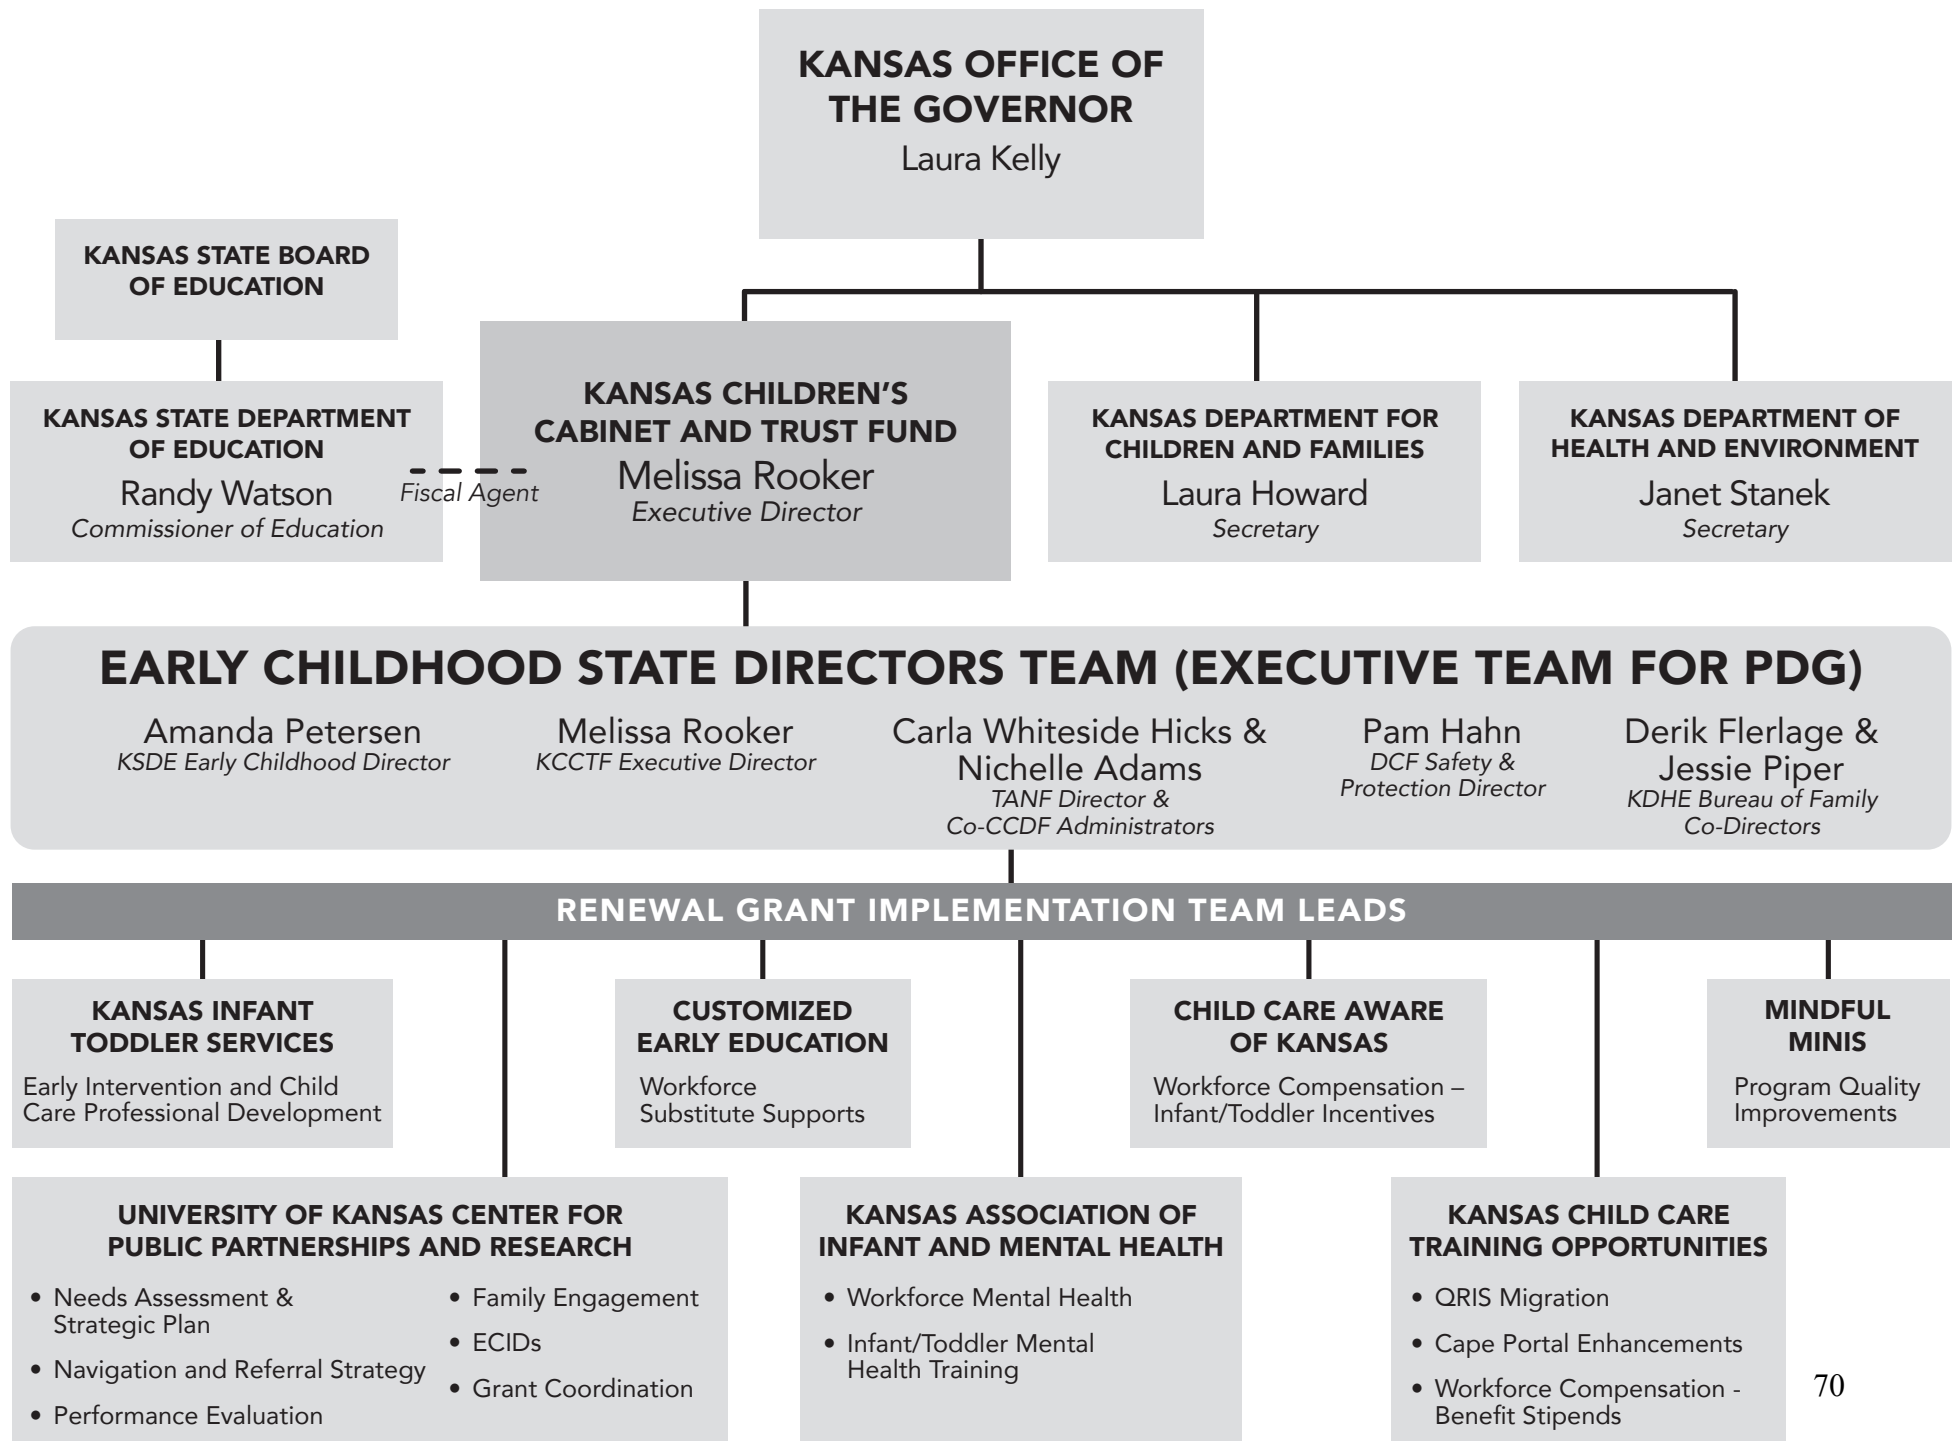 KANSAS OFFICE OF
THE GOVERNOR
Laura Kelly
KANSAS STATE BOARD
OF EDUCATION
KANSAS STATE DEPARTMENT
OF EDUCATION
Randy Watson
Commissioner of Education
Fiscal Agent
KANSAS CHILDREN’S
CABINET AND TRUST FUND
Melissa Rooker
Executive Director
KANSAS DEPARTMENT FOR
CHILDREN AND FAMILIES
Laura Howard
Secretary
KANSAS DEPARTMENT OF
HEALTH AND ENVIRONMENT
Janet Stanek
Secretary
EARLY CHILDHOOD STATE DIRECTORS TEAM (EXECUTIVE TEAM FOR PDG)
Amanda Petersen
KSDE Early Childhood Director
Melissa Rooker
KCCTF Executive Director
Carla Whiteside Hicks &
Nichelle Adams
TANF Director &
Co-CCDF Administrators
Pam Hahn
DCF Safety &
Protection Director
Derik Flerlage &
Jessie Piper
KDHE Bureau of Family
Co-Directors
RENEWAL GRANT IMPLEMENTATION TEAM LEADS
KANSAS INFANT
TODDLER SERVICES
Early Intervention and Child
Care Professional Development
CUSTOMIZED
EARLY EDUCATION
Workforce
Substitute Supports
CHILD CARE AWARE
OF KANSAS
Workforce Compensation –
Infant/Toddler Incentives
MINDFUL
MINIS
Program Quality
Improvements
UNIVERSITY OF KANSAS CENTER FOR
PUBLIC PARTNERSHIPS AND RESEARCH
• Needs Assessment &
Strategic Plan
• Navigation and Referral Strategy
• Performance Evaluation
• Family Engagement
• ECIDs
• Grant Coordination
KANSAS ASSOCIATION OF
INFANT AND MENTAL HEALTH
• Workforce Mental Health
• Infant/Toddler Mental
Health Training
KANSAS CHILD CARE
TRAINING OPPORTUNITIES
• QRIS Migration
• Cape Portal Enhancements
• Workforce Compensation -
Benefit Stipends
70